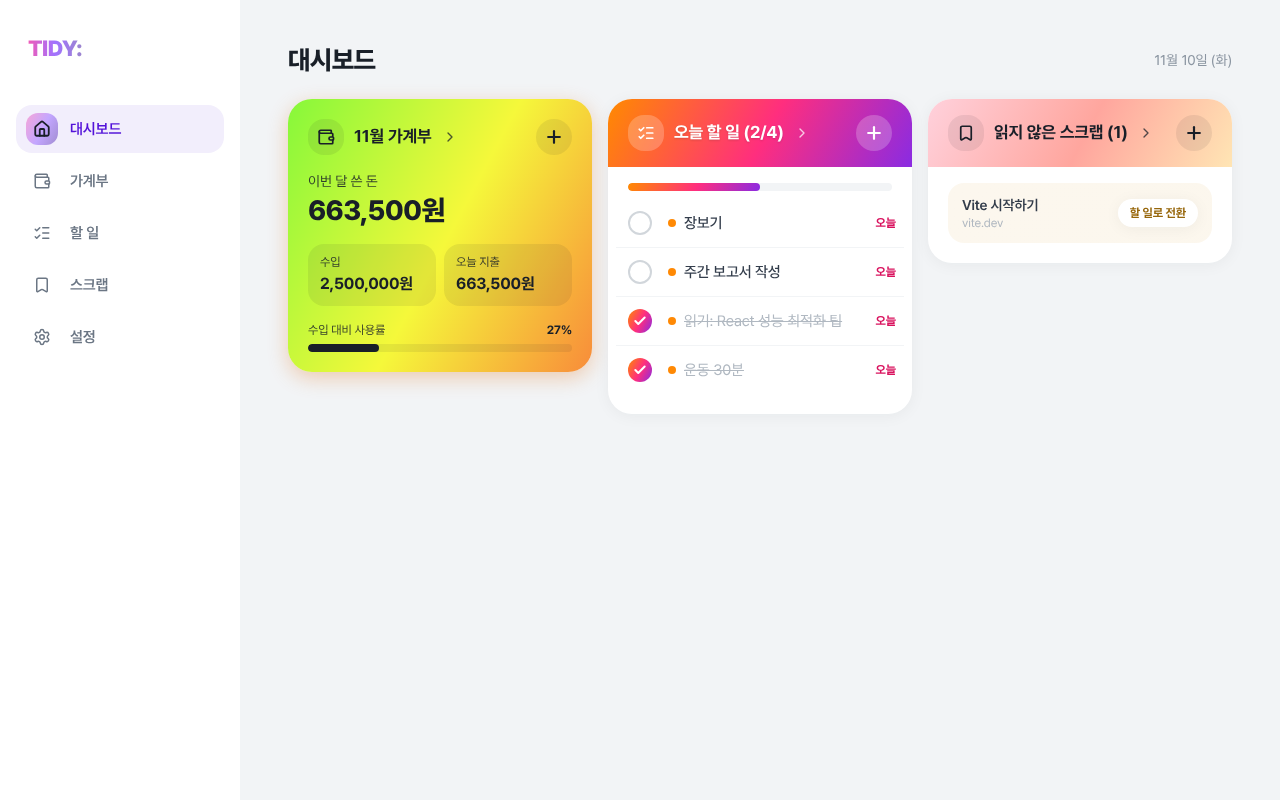 TIDY:
대시보드
가계부
할 일
스크랩
설정
대시보드
11월 10일 (화)
11월 가계부
이번 달 쓴 돈
663,500원
수입
2,500,000원
오늘 지출
663,500원
수입 대비 사용률
27%
오늘 할 일 (2/4)
장보기
오늘
주간 보고서 작성
오늘
읽기: React 성능 최적화 팁
오늘
운동 30분
오늘
읽지 않은 스크랩 (1)
Vite 시작하기
vite.dev
할 일로 전환